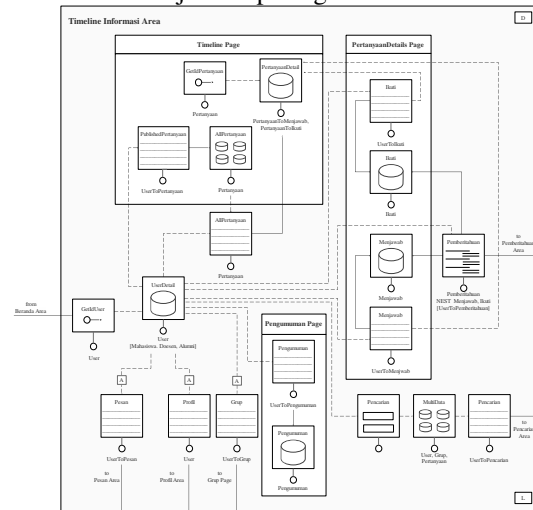 Timeline Informasi Area
D
Timeline Page
PertanyaanDetails Page
GetIdPertanyaan
Pertanyaan
PertanyaanDetail
PertanyaanToMenjawab,
PertanyaanToIkuti
Ikuti
UserToIkuti
PublishedPertanyaan
UserToPertanyaan
AllPertanyaan
Pertanyaan
Ikuti
Ikuti
AllPertanyaan
Pertanyaan
Menjawab
Menjawab
Pemberitahuan
Pemberitahuan
NEST Menjawab, Ikuti
[UserToPemberitahuan]
to
Pemberitahuan
Area
from
Beranda Area
GetIdUser
User
UserDetail
User
[Mahasiswa, Duosen, Alumni]
Menjawab
UserToMenjwab
Pengumuman Page
Pengumuman
UserToPengumuman
Pengumuman
Pengumuman
A
A
A
Pesan
UserToPesan
to
Pesan Area
Profil
User
to
Profil Area
Grup
UserToGrup
to
Grup Page
Pencarian
MultiData
User, Grup,
Pertanyaan
Pencarian
UserToPencarian
to
Pencarian
Area
L